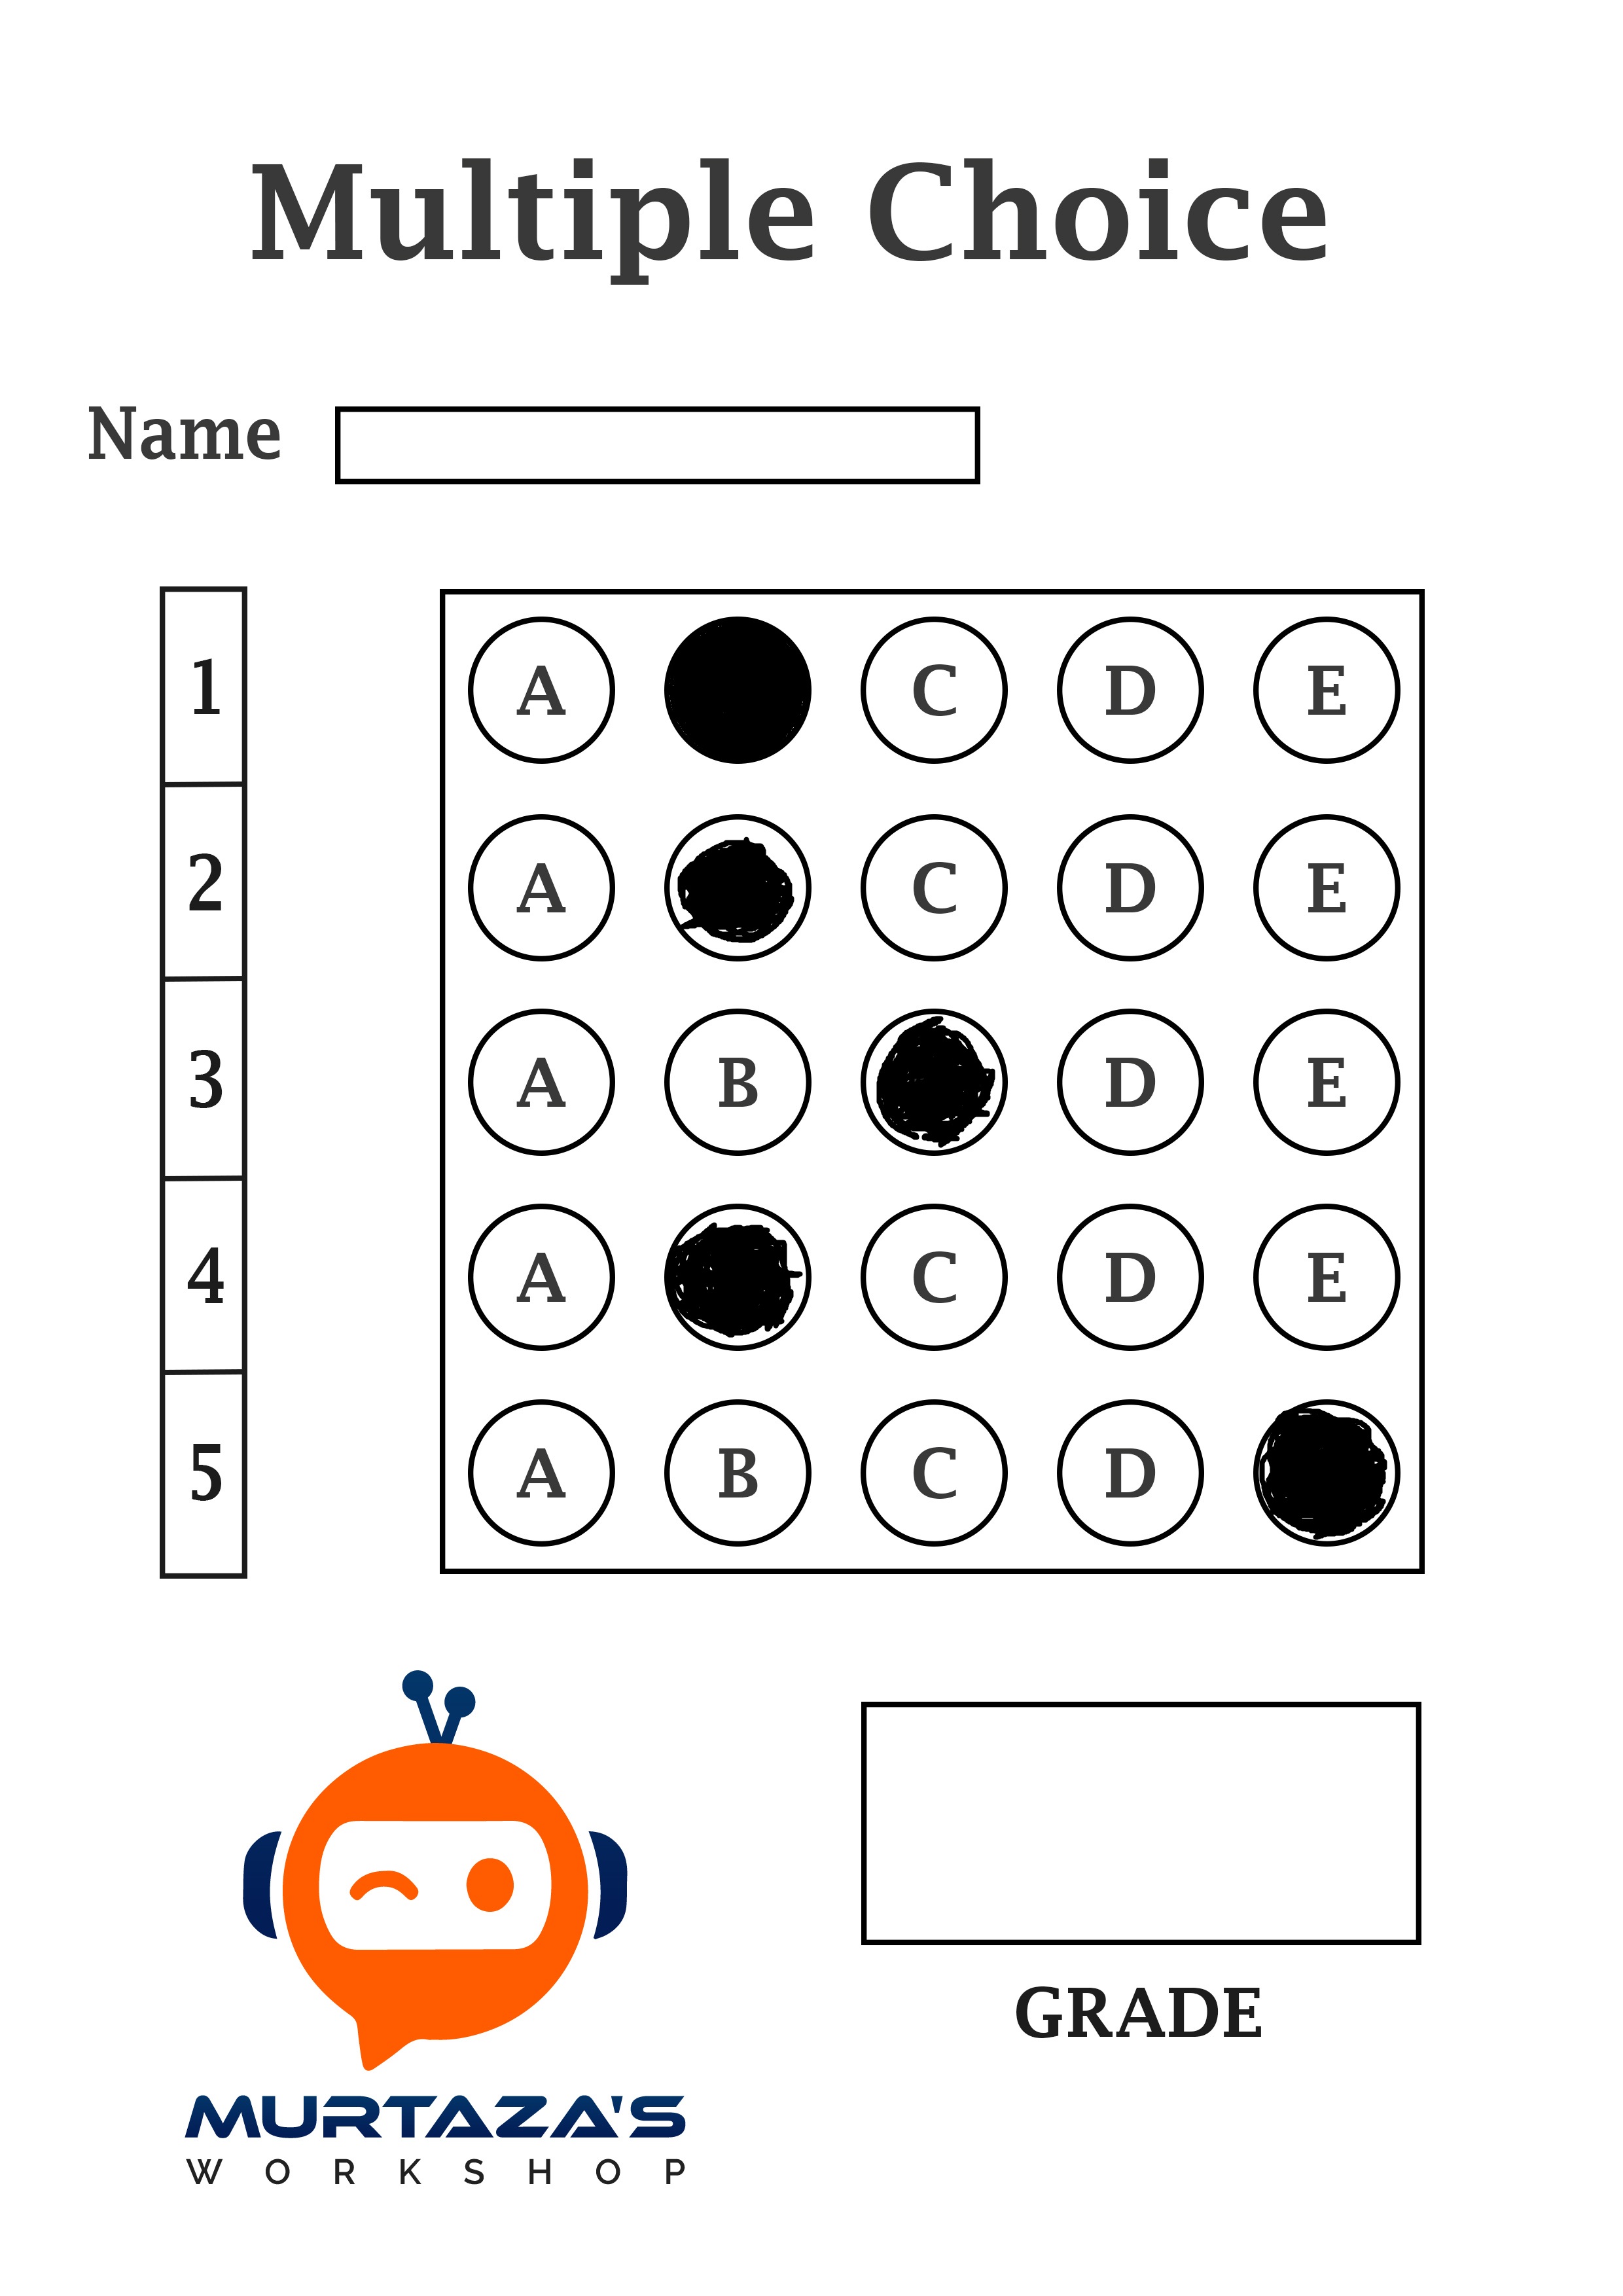 Multiple Choice
Name
1 A C D E
2 A C D E
3 A B D E
4 A C D E
5 A B C D
GRADE
MURTAZA'S
WORKSHOP